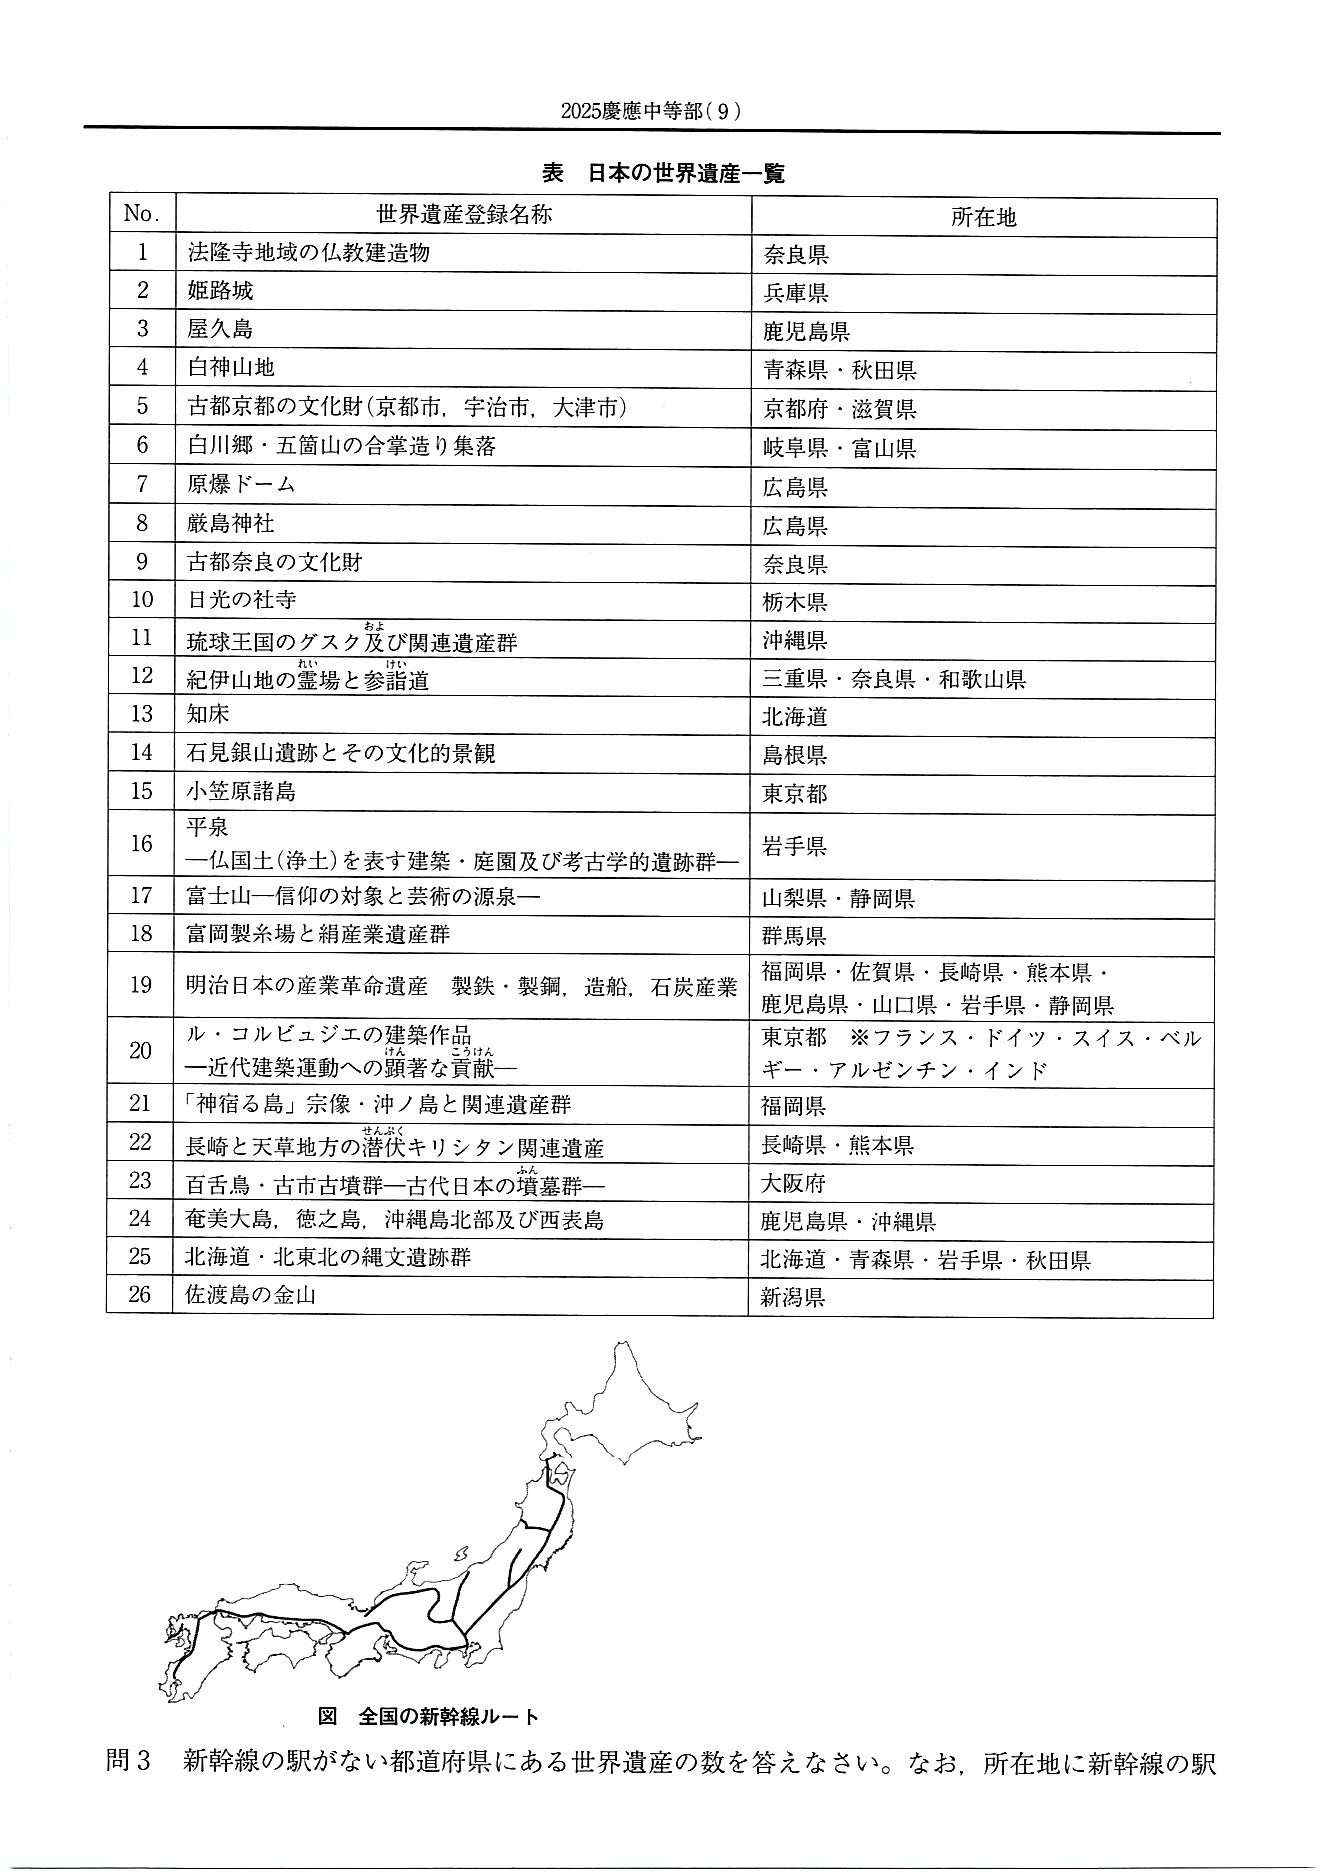 2025慶應中等部(9)
表 日本の世界遺産一覧
No. 世界遺産登録名称 所在地
1 法隆寺地域の仏教建造物 奈良県
2 姫路城 兵庫県
3 屋久島 鹿児島県
4 白神山地 青森県・秋田県
5 古都京都の文化財(京都市,宇治市,大津市) 京都府・滋賀県
6 白川郷・五箇山の合掌造り集落 岐阜県・富山県
7 原爆ドーム 広島県
8 厳島神社 広島県
9 古都奈良の文化財 奈良県
10 日光の社寺 栃木県
およ
11 琉球王国のグスク及び関連遺産群 沖縄県
れい けい
12 紀伊山地の霊場と参詣道 三重県・奈良県・和歌山県
13 知床 北海道
14 石見銀山遺跡とその文化的景観 島根県
15 小笠原諸島 東京都
16 平泉
―仏国土(浄土)を表す建築・庭園及び考古学的遺跡群― 岩手県
17 富士山―信仰の対象と芸術の源泉― 山梨県・静岡県
18 富岡製糸場と絹産業遺産群 群馬県
19 明治日本の産業革命遺産 製鉄・製鋼,造船,石炭産業 福岡県・佐賀県・長崎県・熊本県・
鹿児島県・山口県・岩手県・静岡県
20 ル・コルビュジエの建築作品 東京都 ※フランス・ドイツ・スイス・ベル
けん こうけん
―近代建築運動への顕著な貢献― ギー・アルゼンチン・インド
21 「神宿る島」宗像・沖ノ島と関連遺産群 福岡県
せんぷく
22 長崎と天草地方の潜伏キリシタン関連遺産 長崎県・熊本県
ふん
23 百舌鳥・古市古墳群―古代日本の墳墓群― 大阪府
24 奄美大島,徳之島,沖縄島北部及び西表島 鹿児島県・沖縄県
25 北海道・北東北の縄文遺跡群 北海道・青森県・岩手県・秋田県
26 佐渡島の金山 新潟県
図 全国の新幹線ルート
問3 新幹線の駅がない都道府県にある世界遺産の数を答えなさい。なお,所在地に新幹線の駅